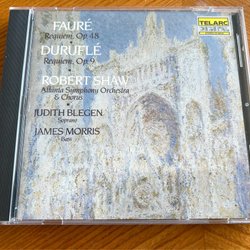 FAURÉ
Requiem, Op.48
DURUFLÉ
Requiem, Op.9
ROBERT SHAW
Atlanta Symphony Orchestra
& Chorus
JUDITH BLEGEN
Soprano
JAMES MORRIS
Bass
TELARC